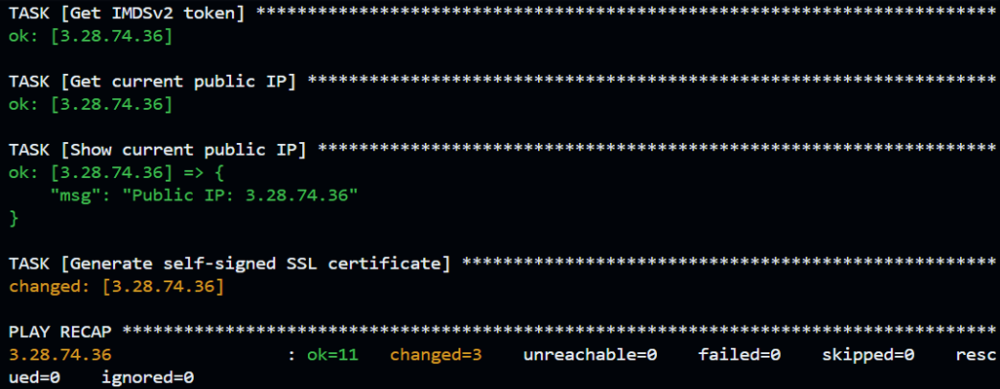 TASK [Get IMDSv2 token] ************************************************************************
ok: [3.28.74.36]
TASK [Get current public IP] *******************************************************************
ok: [3.28.74.36]
TASK [Show current public IP] ******************************************************************
ok: [3.28.74.36] => {
    "msg": "Public IP: 3.28.74.36"
}
TASK [Generate self-signed SSL certificate] ****************************************************
changed: [3.28.74.36]
PLAY RECAP *************************************************************************************
3.28.74.36                 : ok=11   changed=3    unreachable=0    failed=0    skipped=0    resc
ued=0    ignored=0